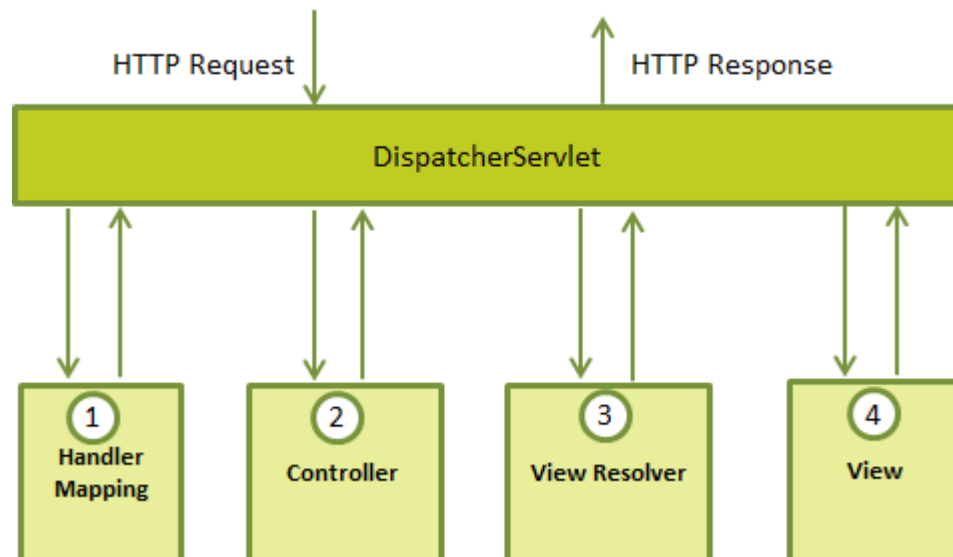 HTTP Request
HTTP Response
DispatcherServlet
1
Handler
Mapping
2
Controller
3
View Resolver
4
View